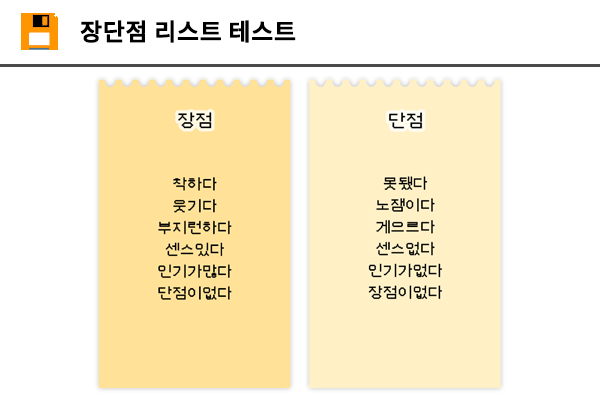 장단점 리스트 테스트
장점
착하다
웃기다
부지런하다
센스있다
인기가많다
단점이없다
단점
못됐다
노잼이다
게으르다
센스없다
인기가없다
장점이없다